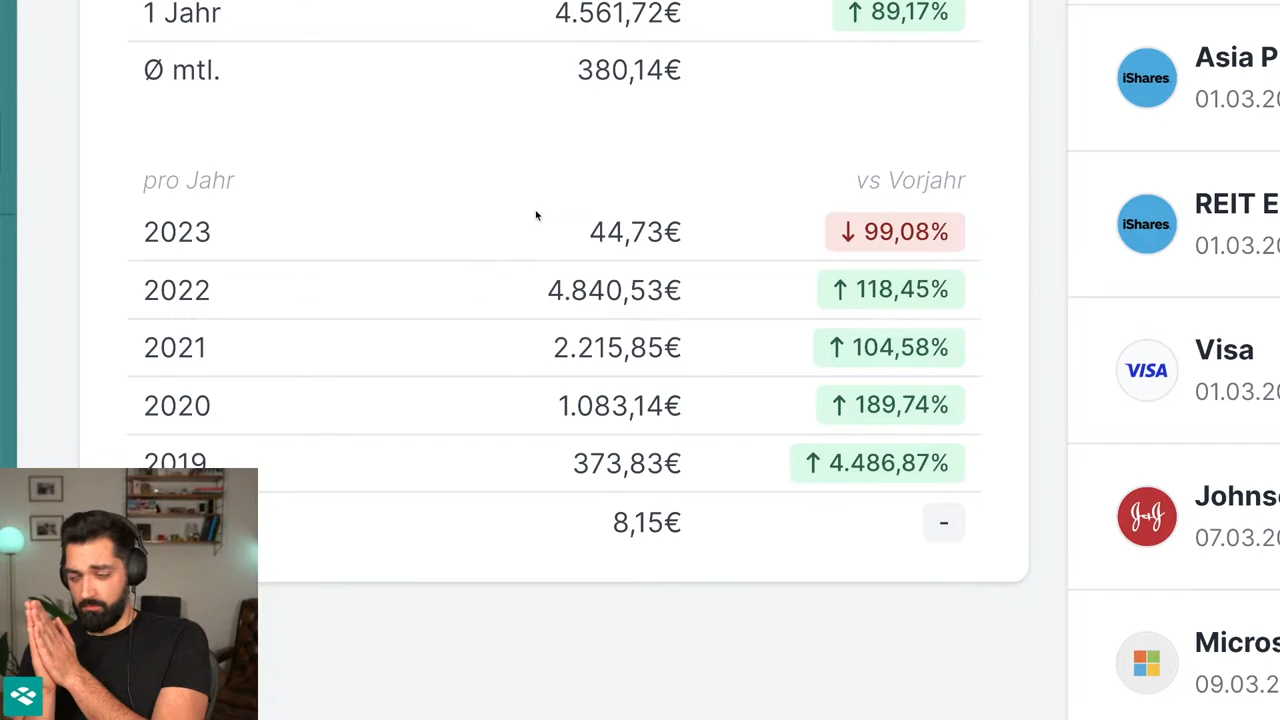 1 Jahr 4.561,72€ ↑ 89,17%
Ø mtl. 380,14€
pro Jahr vs Vorjahr
2023 44,73€ ↓ 99,08%
2022 4.840,53€ ↑ 118,45%
2021 2.215,85€ ↑ 104,58%
2020 1.083,14€ ↑ 189,74%
2019 373,83€ ↑ 4.486,87%
8,15€ -
iShares.
Asia P
01.03.20
iShares.
REIT E
01.03.20
VISA
Visa
01.03.20
J&J
Johns
07.03.20
Micros
09.03.2